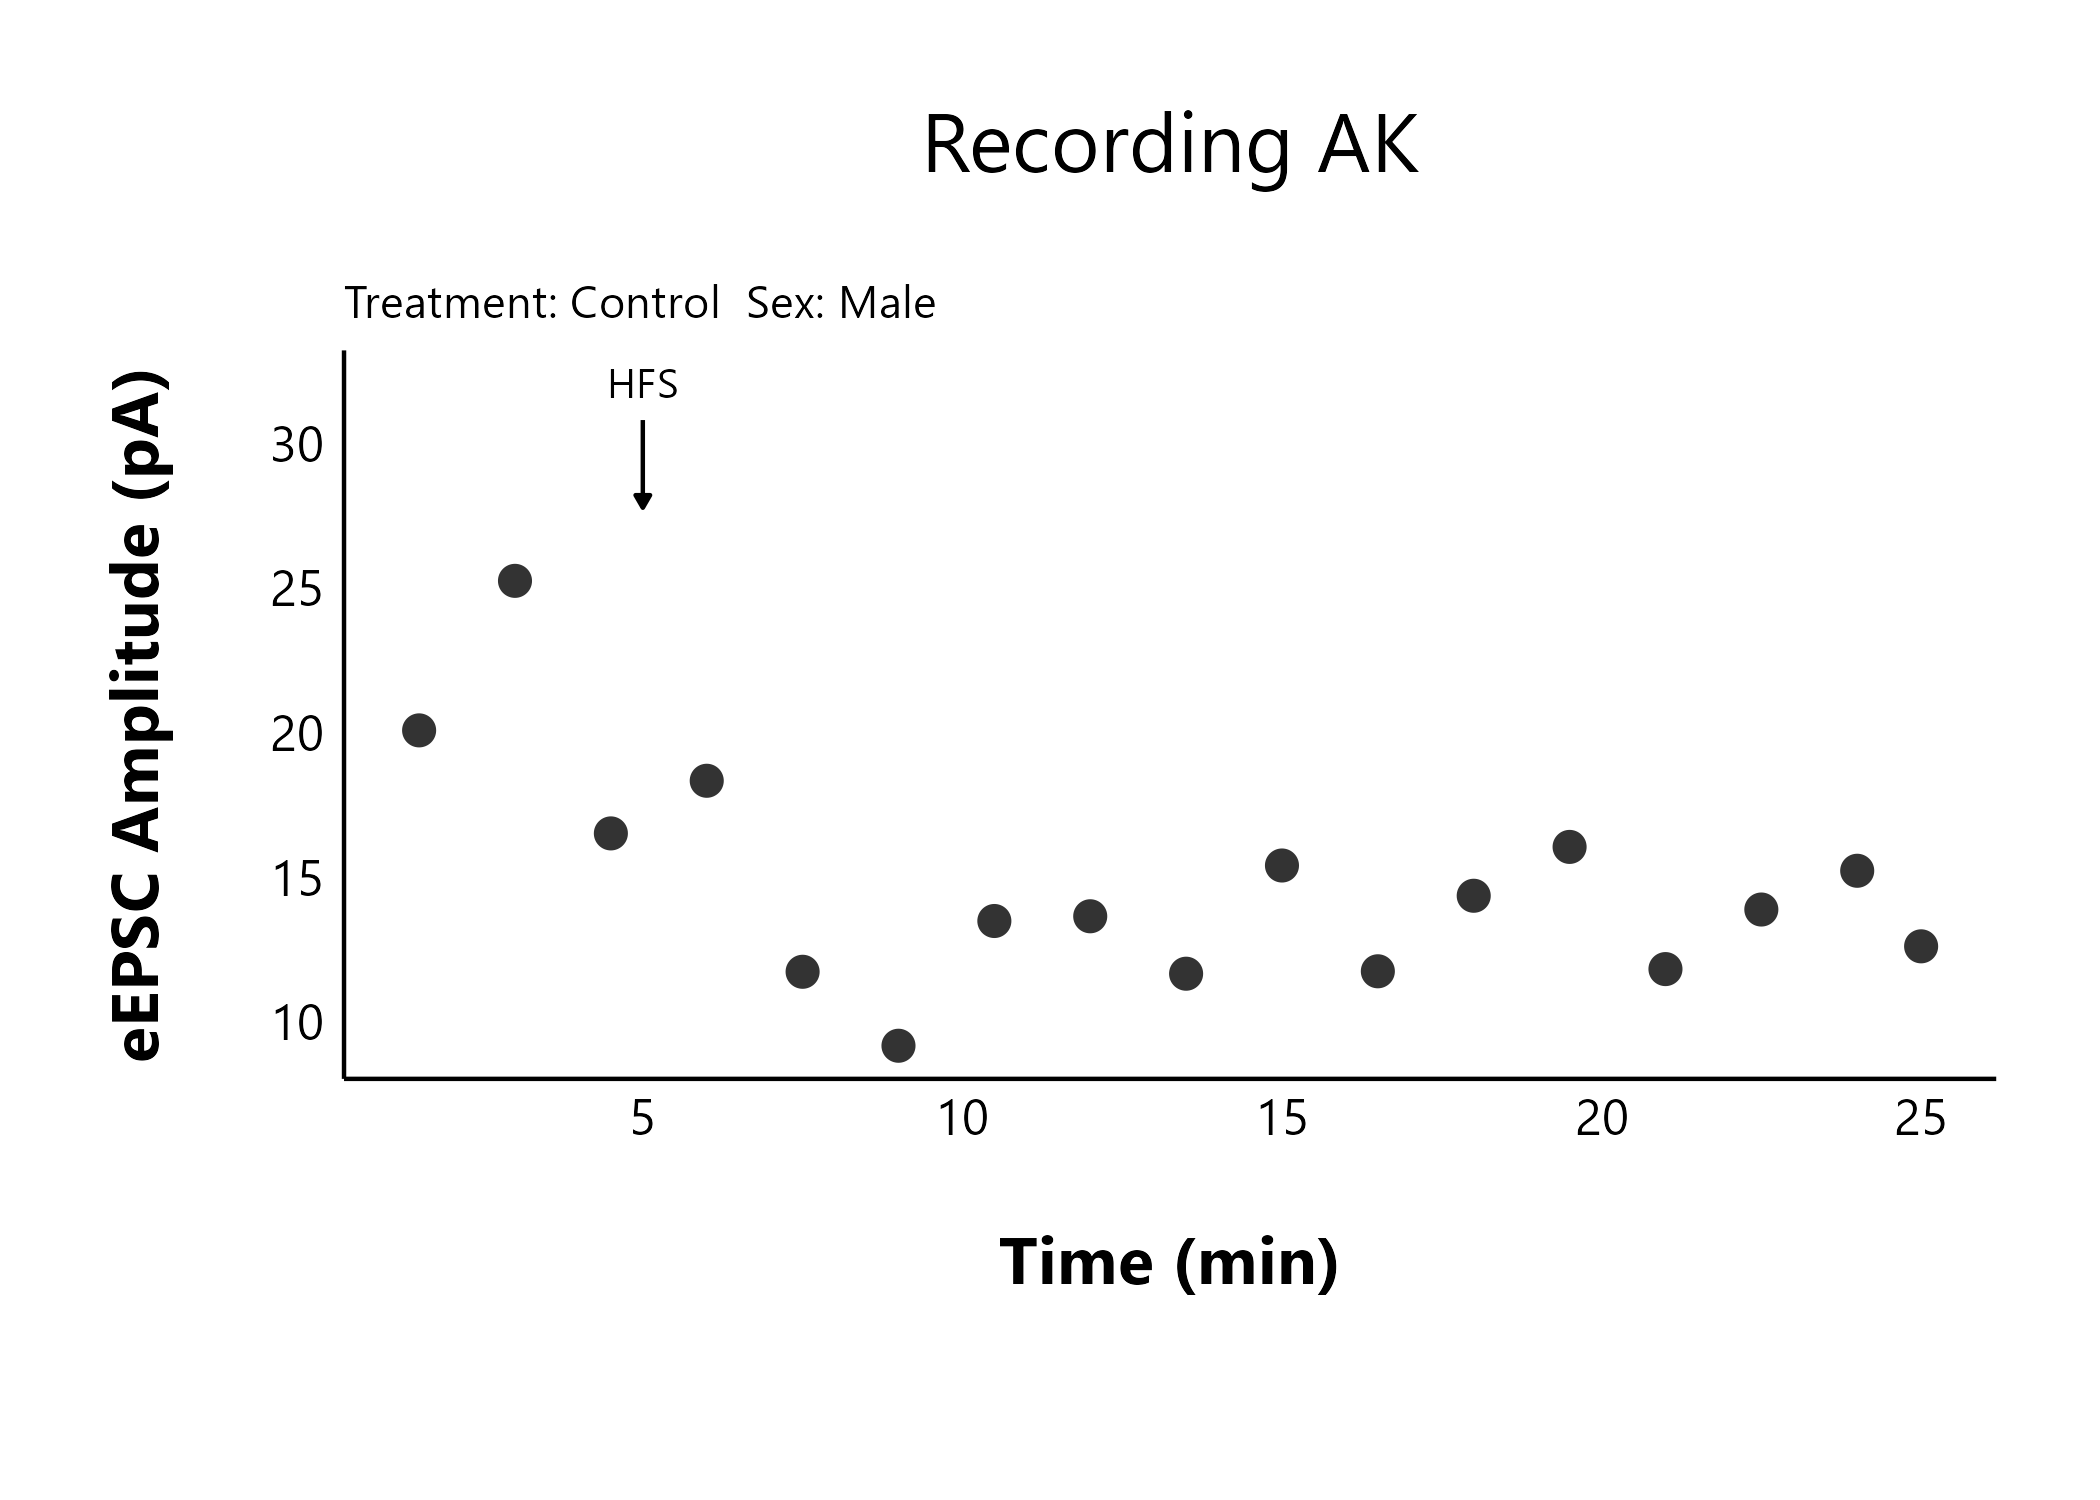 Recording AK
Treatment: Control  Sex: Male
HFS
eEPSC Amplitude (pA)
30
25
20
15
10
5 10 15 20 25
Time (min)